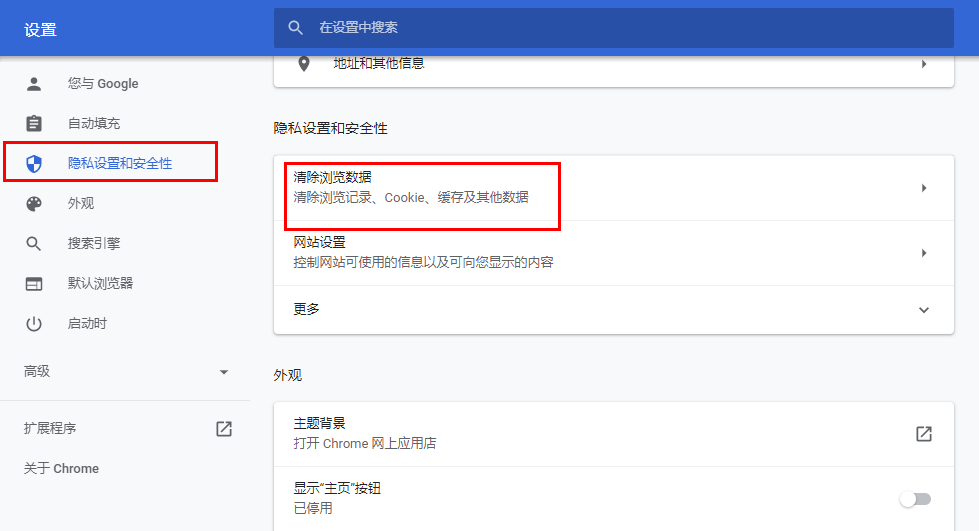 设置
在设置中搜索
您与 Google
自动填充
隐私设置和安全性
外观
搜索引擎
默认浏览器
启动时
高级
扩展程序
关于 Chrome
地址和其他信息
隐私设置和安全性
清除浏览数据
清除浏览记录、Cookie、缓存及其他数据
网站设置
控制网站可使用的信息以及可向您显示的内容
更多
外观
主题背景
打开 Chrome 网上应用店
显示“主页”按钮
已停用